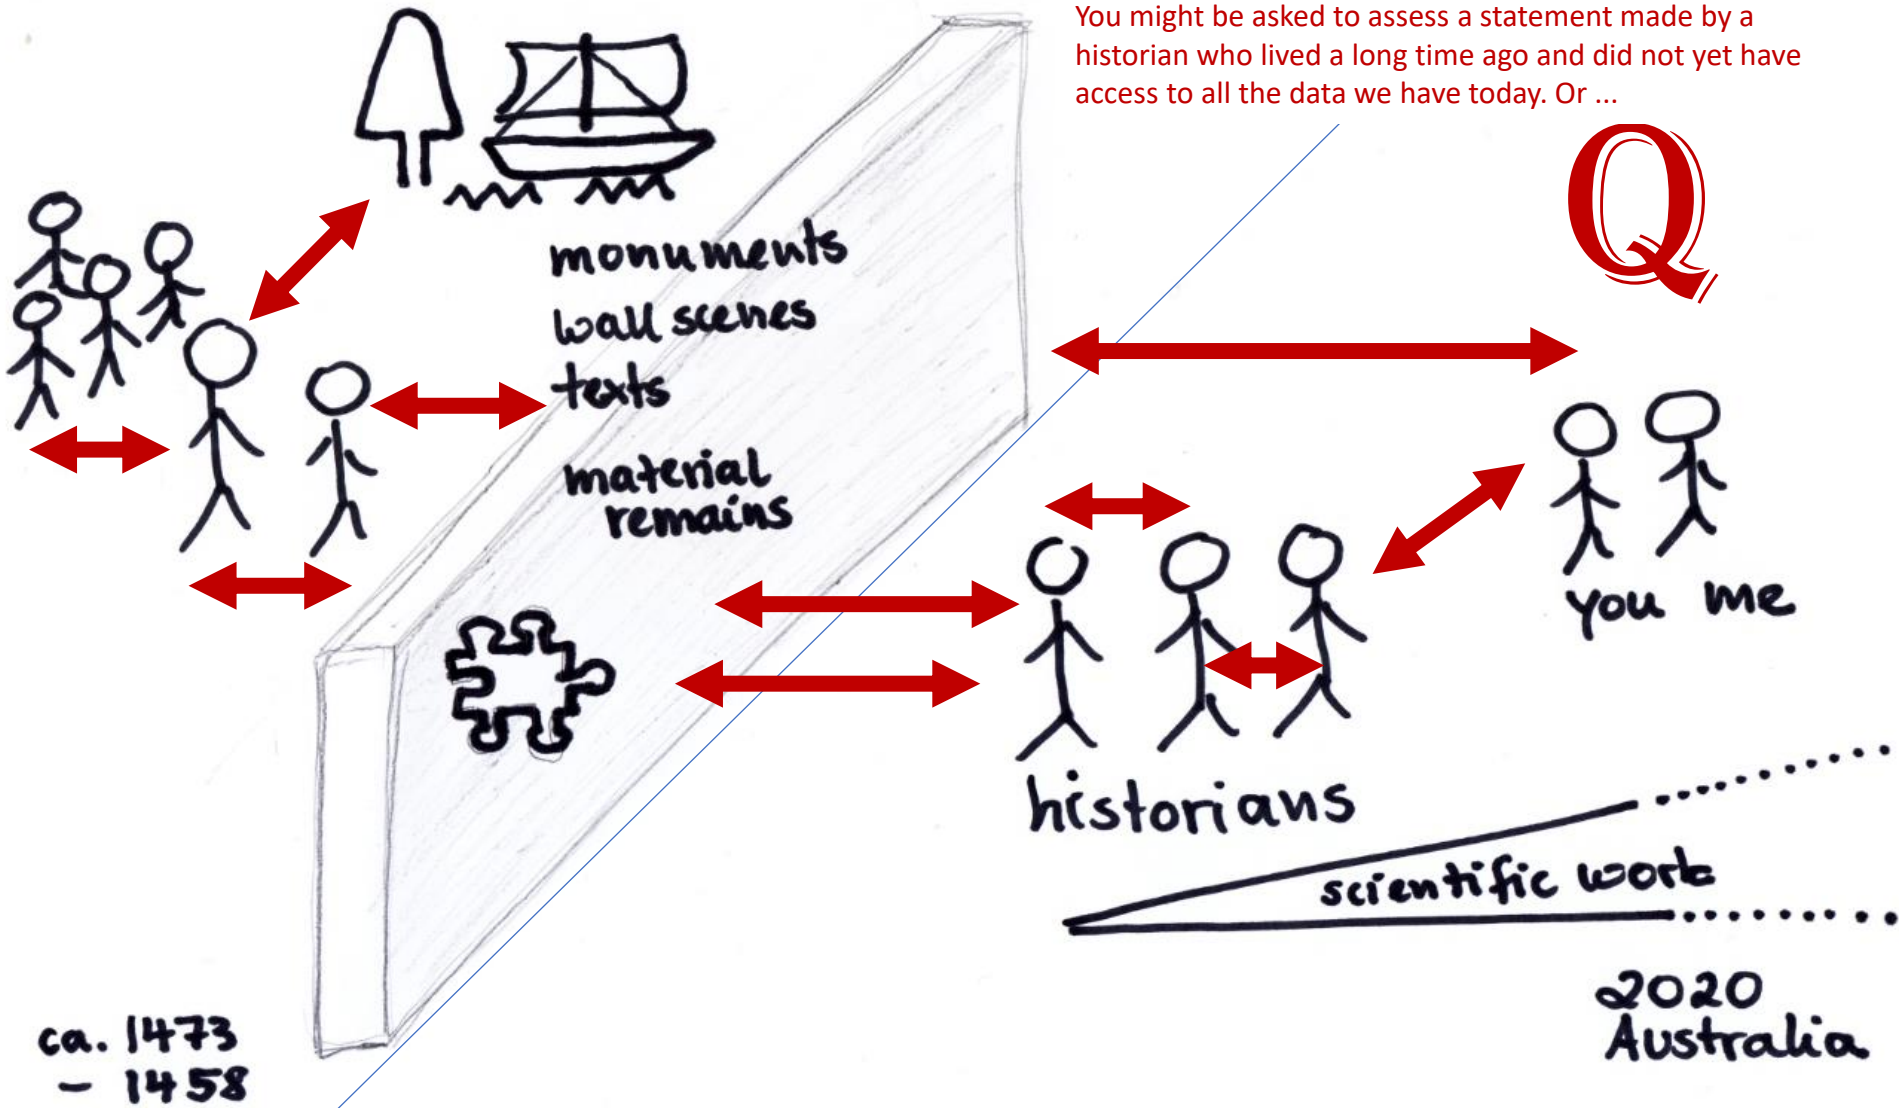 You might be asked to assess a statement made by a
historian who lived a long time ago and did not yet have
access to all the data we have today. Or ...
Q
monuments
wall scenes
texts
material
remains
you me
historians
scientific work
2020
Australia
ca. 1473
– 1458